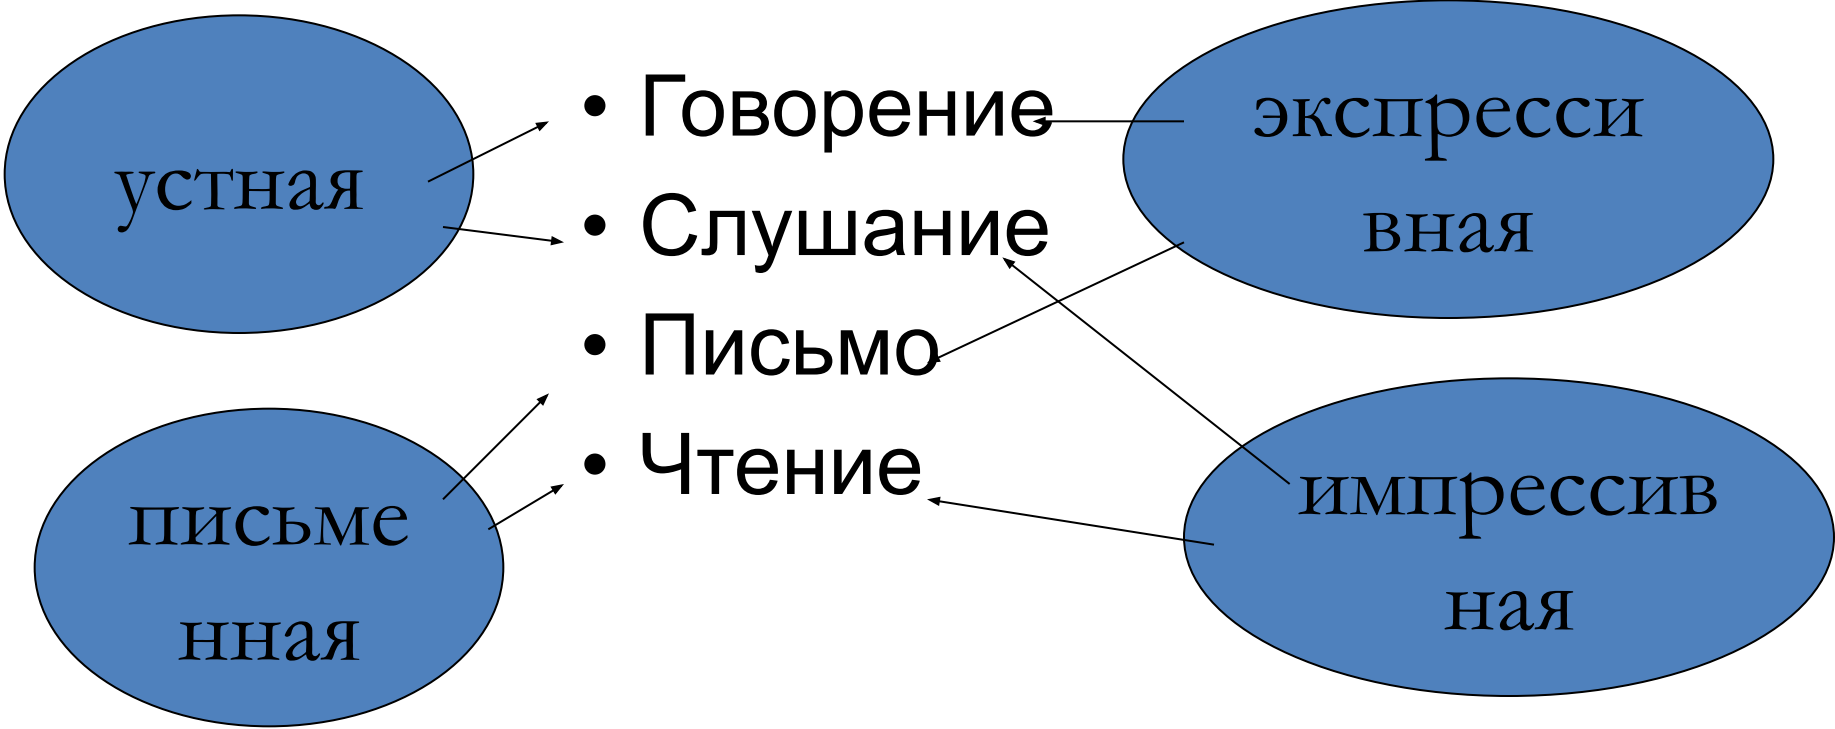 устная
письме
нная
• Говорение
• Слушание
• Письмо
• Чтение
экспресси
вная
импрессив
ная